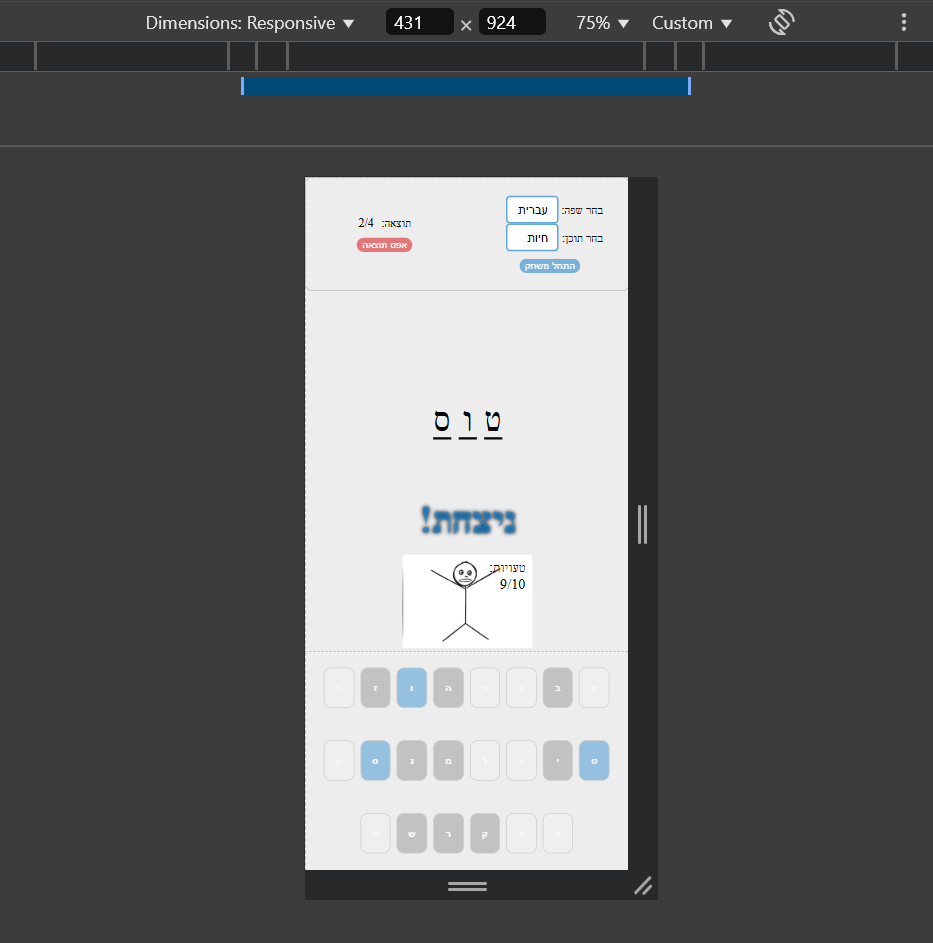 Dimensions: Responsive ▼ 431 × 924 75% ▼ Custom ▼
בחר שפה: עברית
בחר תוכן: חיות
התחל משחק
תוצאה: 2/4
אפס תוצאה
ט ו ס
ניצחת!
טעויות:
9/10
ב ה ו ז
ט י מ נ ס
ק ר ש